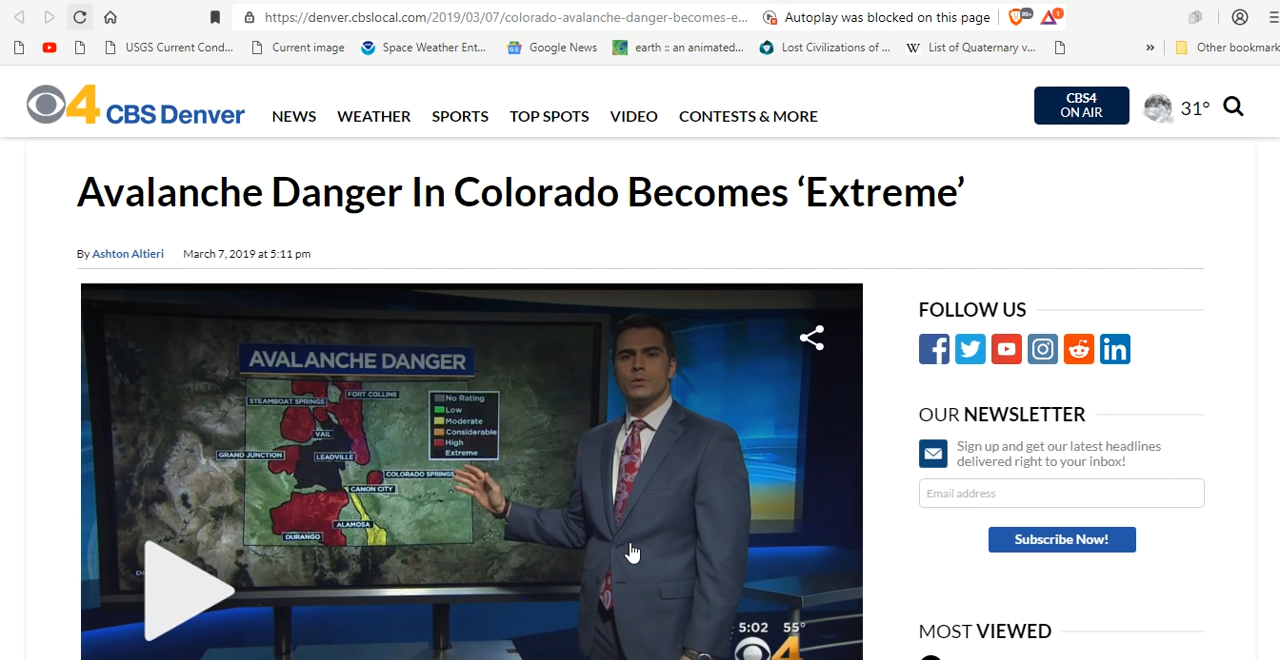 https://denver.cbslocal.com/2019/03/07/colorado-avalanche-danger-becomes-e...
Autoplay was blocked on this page
99+
1
USGS Current Cond...
Current image
Space Weather Ent...
Google News
earth :: an animated...
Lost Civilizations of ...
W List of Quaternary v...
»
Other bookmark
4 CBS Denver
NEWS
WEATHER
SPORTS
TOP SPOTS
VIDEO
CONTESTS & MORE
CBS4
ON AIR
31°
Avalanche Danger In Colorado Becomes ‘Extreme’
By Ashton Altieri
March 7, 2019 at 5:11 pm
AVALANCHE DANGER
FORT COLLINS
STEAMBOAT SPRINGS
VAIL
GRAND JUNCTION
LEADVILLE
COLORADO SPRINGS
CANON CITY
ALAMOSA
DURANGO
No Rating
Low
Moderate
Considerable
High
Extreme
5:02 55°
4
FOLLOW US
OUR NEWSLETTER
Sign up and get our latest headlines
delivered right to your inbox!
Email address
Subscribe Now!
MOST VIEWED